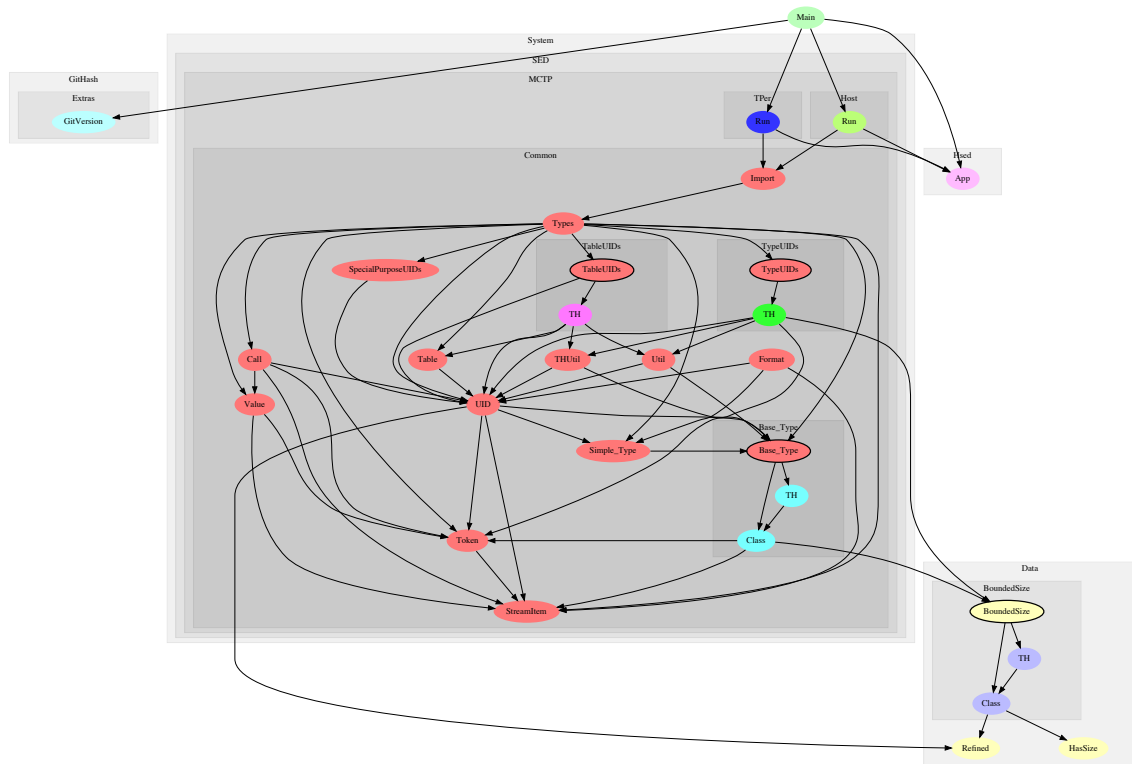 Main
System
SED
GitHash
MCTP
Extras
TPer
Host
GitVersion
Run
Run
Common
Hsed
Import
App
Types
TableUIDs
TypeUIDs
SpecialPurposeUIDs
TableUIDs
TypeUIDs
TH
TH
Call
Table
THUtil
Util
Format
Value
UID
Base_Type
Simple_Type
Base_Type
TH
Token
Class
Data
BoundedSize
StreamItem
BoundedSize
TH
Class
Refined
HasSize